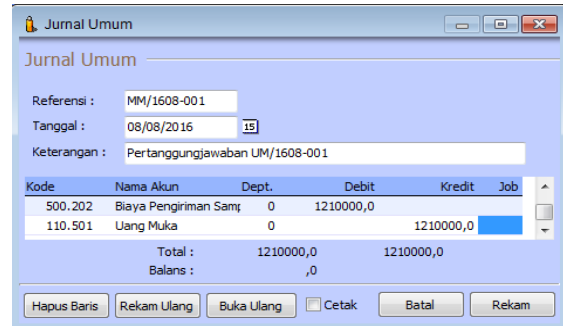 Jurnal Umum
Jurnal Umum
Referensi : MM/1608-001
Tanggal : 08/08/2016 15
Keterangan : Pertanggungjawaban UM/1608-001
Kode Nama Akun Dept. Debit Kredit Job
500.202 Biaya Pengiriman Samp 0 1210000,0
110.501 Uang Muka 0 1210000,0
Total : 1210000,0 1210000,0
Balans : ,0
Hapus Baris Rekam Ulang Buka Ulang Cetak Batal Rekam